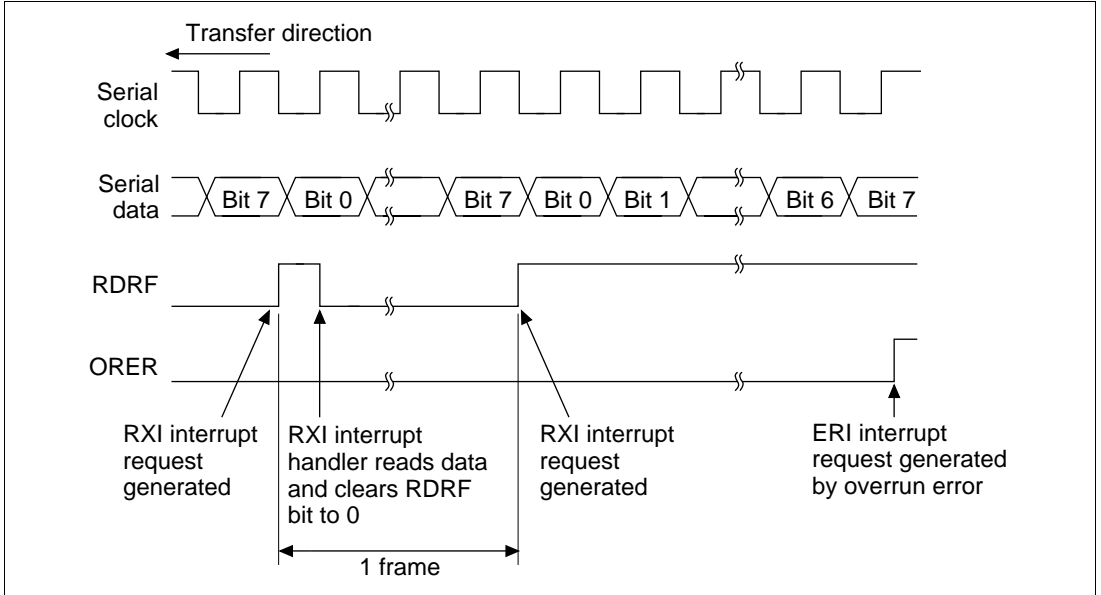 Transfer direction
Serial
clock
Serial
data
Bit 7
Bit 0
Bit 7
Bit 0
Bit 1
Bit 6
Bit 7
RDRF
ORER
RXI interrupt
request
generated
RXI interrupt
handler reads data
and clears RDRF
bit to 0
RXI interrupt
request
generated
ERI interrupt
request generated
by overrun error
1 frame